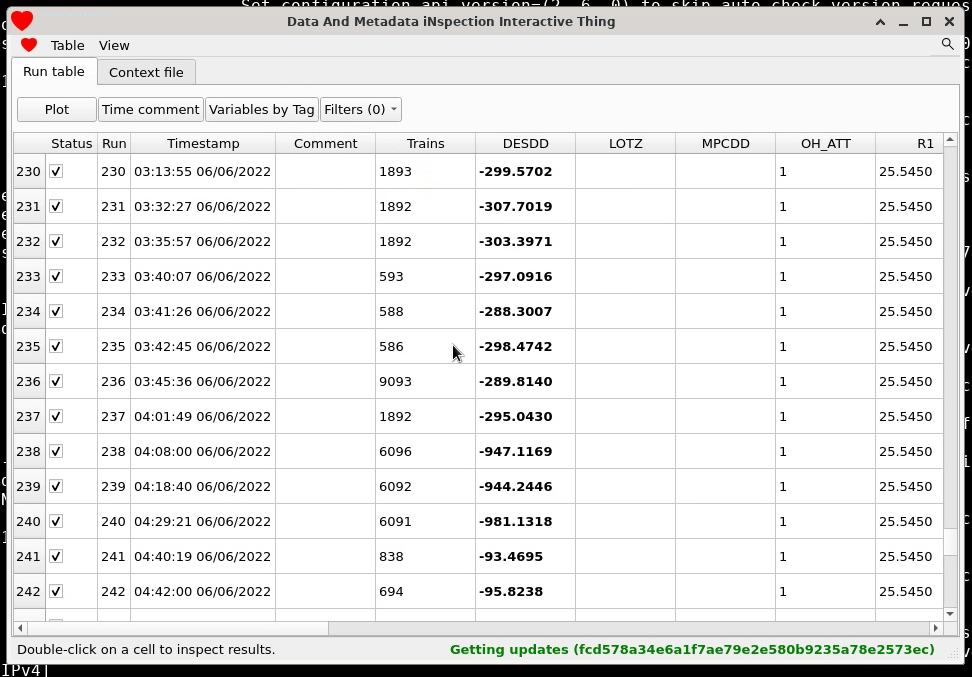 Set configuration api_version=(2, 6, 0) to skip auto check_version reques
Data And Metadata iNspection Interactive Thing
Table View
Run table Context file
Plot Time comment Variables by Tag Filters (0)
Status Run Timestamp Comment Trains DESDD LOTZ MPCDD OH_ATT R1
230 230 03:13:55 06/06/2022 1893 -299.5702 1 25.5450
231 231 03:32:27 06/06/2022 1892 -307.7019 1 25.5450
232 232 03:35:57 06/06/2022 1892 -303.3971 1 25.5450
233 233 03:40:07 06/06/2022 593 -297.0916 1 25.5450
234 234 03:41:26 06/06/2022 588 -288.3007 1 25.5450
235 235 03:42:45 06/06/2022 586 -298.4742 1 25.5450
236 236 03:45:36 06/06/2022 9093 -289.8140 1 25.5450
237 237 04:01:49 06/06/2022 1892 -295.0430 1 25.5450
238 238 04:08:00 06/06/2022 6096 -947.1169 1 25.5450
239 239 04:18:40 06/06/2022 6092 -944.2446 1 25.5450
240 240 04:29:21 06/06/2022 6091 -981.1318 1 25.5450
241 241 04:40:19 06/06/2022 838 -93.4695 1 25.5450
242 242 04:42:00 06/06/2022 694 -95.8238 1 25.5450
Double-click on a cell to inspect results. Getting updates (fcd578a34e6a1f7ae79e2e580b9235a78e2573ec)
IPv4]